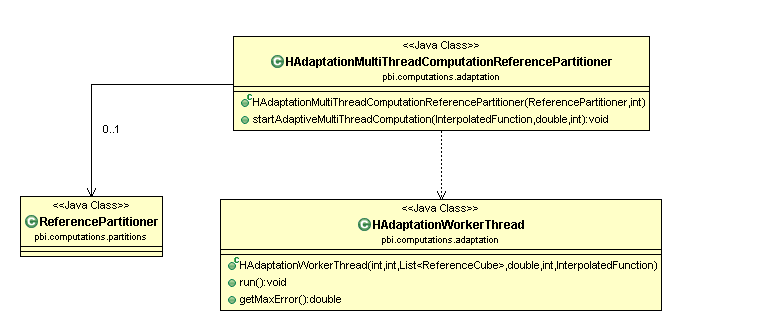 <<Java Class>>
HAdaptationMultiThreadComputationReferencePartitioner
pbi.computations.adaptation
HAdaptationMultiThreadComputationReferencePartitioner(ReferencePartitioner,int)
startAdaptiveMultiThreadComputation(InterpolatedFunction,double,int):void
0..1
<<Java Class>>
ReferencePartitioner
pbi.computations.partitions
<<Java Class>>
HAdaptationWorkerThread
pbi.computations.adaptation
HAdaptationWorkerThread(int,int,List<ReferenceCube>,double,int,InterpolatedFunction)
run():void
getMaxError():double